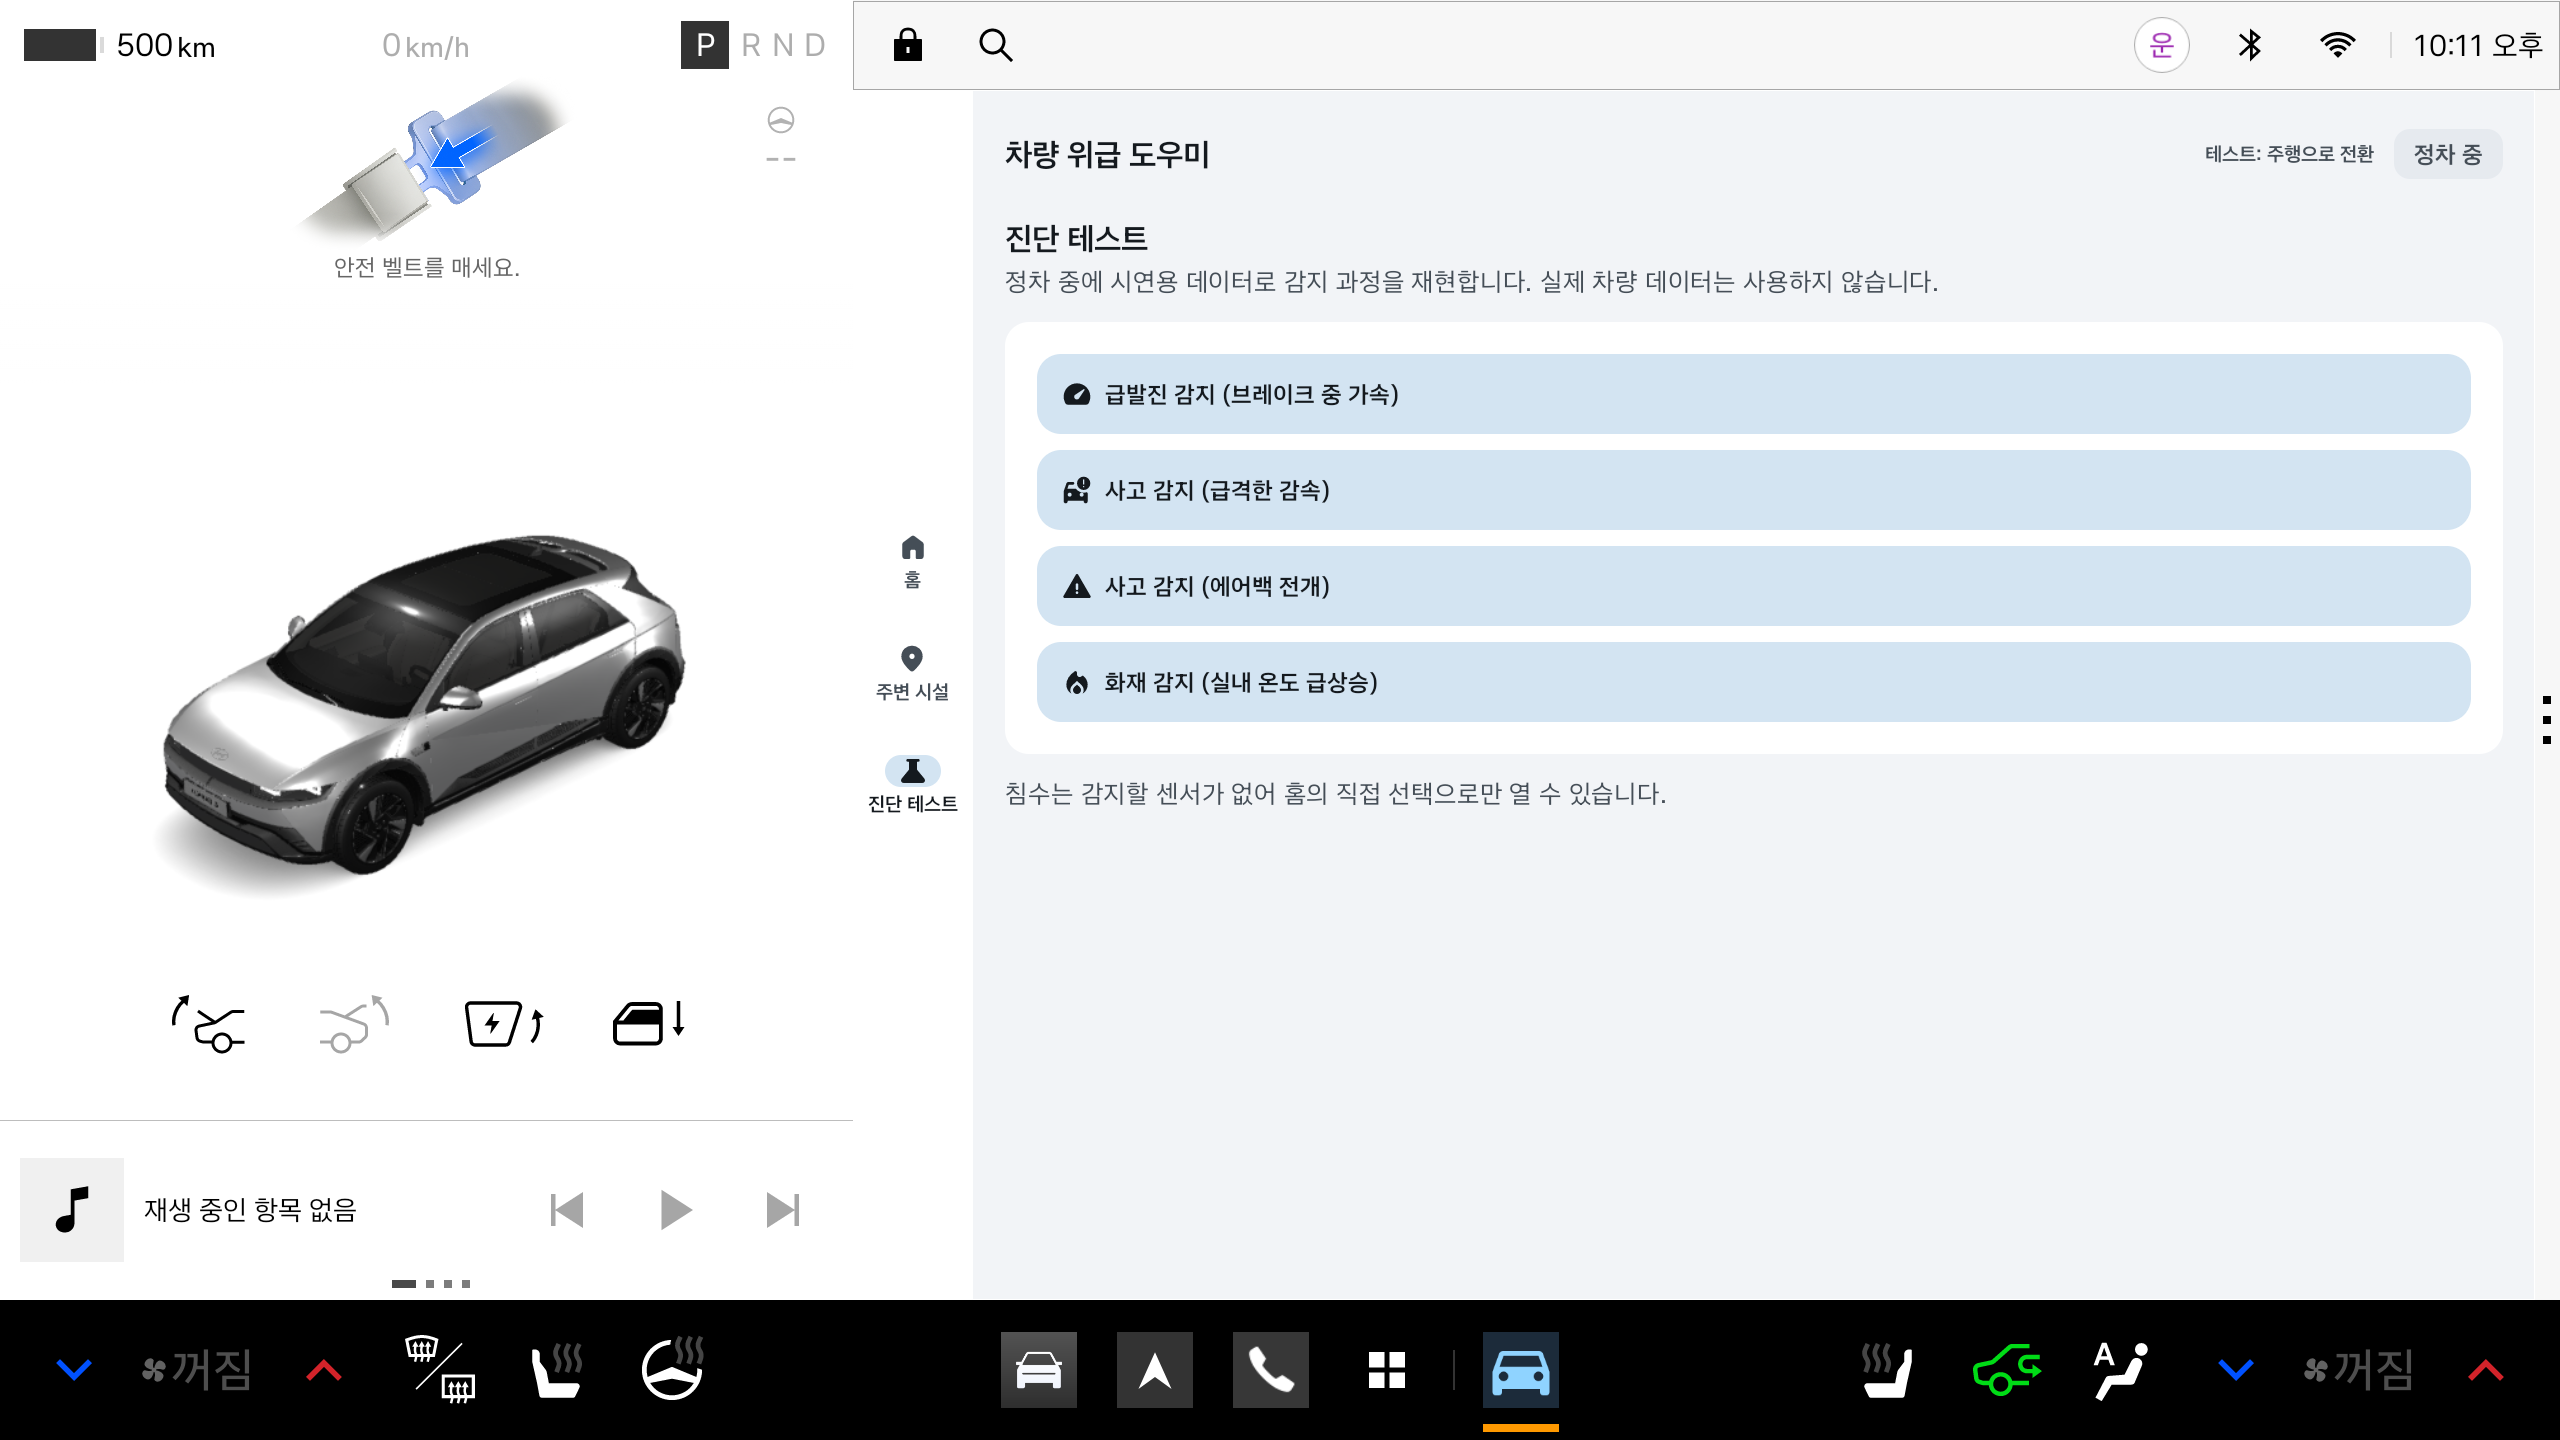 500 km
0 km/h
P R N D
운
10:11 오후
안전 벨트를 매세요.
차량 위급 도우미
테스트: 주행으로 전환
정차 중
진단 테스트
정차 중에 시연용 데이터로 감지 과정을 재현합니다. 실제 차량 데이터는 사용하지 않습니다.
급발진 감지 (브레이크 중 가속)
사고 감지 (급격한 감속)
사고 감지 (에어백 전개)
화재 감지 (실내 온도 급상승)
침수는 감지할 센서가 없어 홈의 직접 선택으로만 열 수 있습니다.
홈
주변 시설
진단 테스트
재생 중인 항목 없음
꺼짐
A
꺼짐